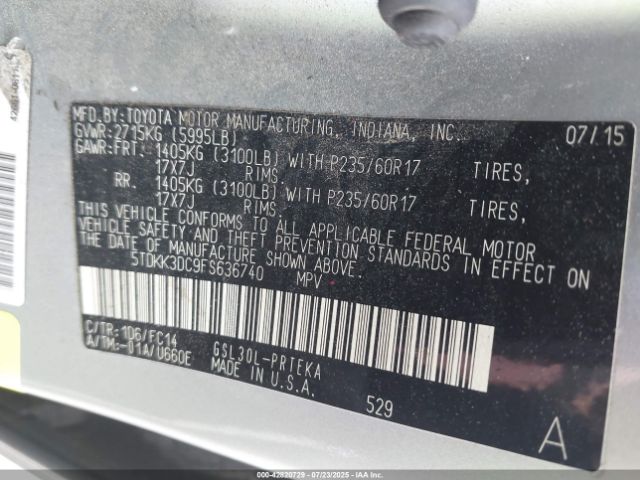 MFD.BY:TOYOTA MOTOR MANUFACTURING, INDIANA, INC. 07/15
GVWR:2715KG (5995LB)
GAWR:FRT. 1405KG (3100LB) WITH P235/60R17 TIRES,
17X7J RIMS.
RR. 1405KG (3100LB) WITH P235/60R17 TIRES,
17X7J RIMS.
THIS VEHICLE CONFORMS TO ALL APPLICABLE FEDERAL MOTOR
VEHICLE SAFETY AND THEFT PREVENTION STANDARDS IN EFFECT ON
THE DATE OF MANUFACTURE SHOWN ABOVE.
5TDKK3DC9FS636740 MPV
C/TR:1D6/FC14 GSL30L-PRTEKA
A/TM:-01A/U660E MADE IN U.S.A.
529
A
000-42820729 - 07/23/2025 - IAAI.COM